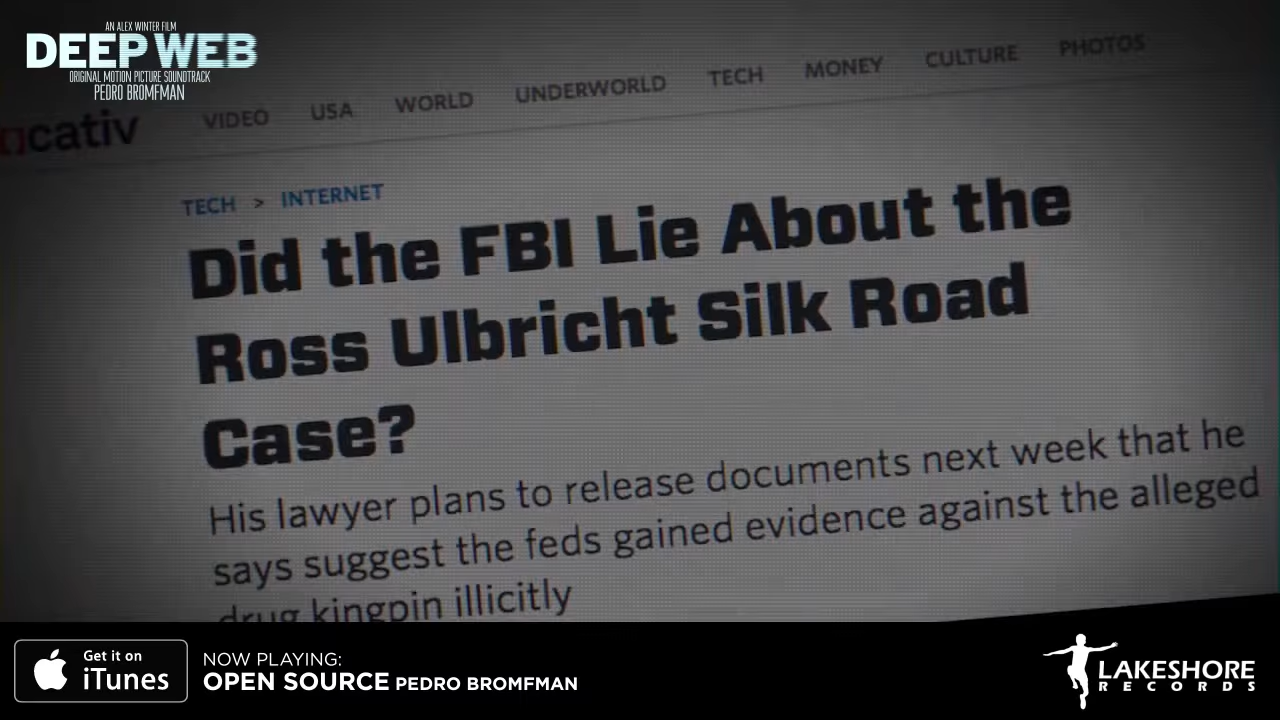 AN ALEX WINTER FILM
DEEP WEB
ORIGINAL MOTION PICTURE SOUNDTRACK
PEDRO BROMFMAN
cativ
VIDEO USA WORLD UNDERWORLD TECH MONEY CULTURE PHOTOS
TECH > INTERNET
Did the FBI Lie About the
Ross Ulbricht Silk Road
Case?
His lawyer plans to release documents next week that he
says suggest the feds gained evidence against the alleged
drug kingpin illicitly
Get it on
iTunes
NOW PLAYING:
OPEN SOURCE PEDRO BROMFMAN
LAKESHORE
RECORDS